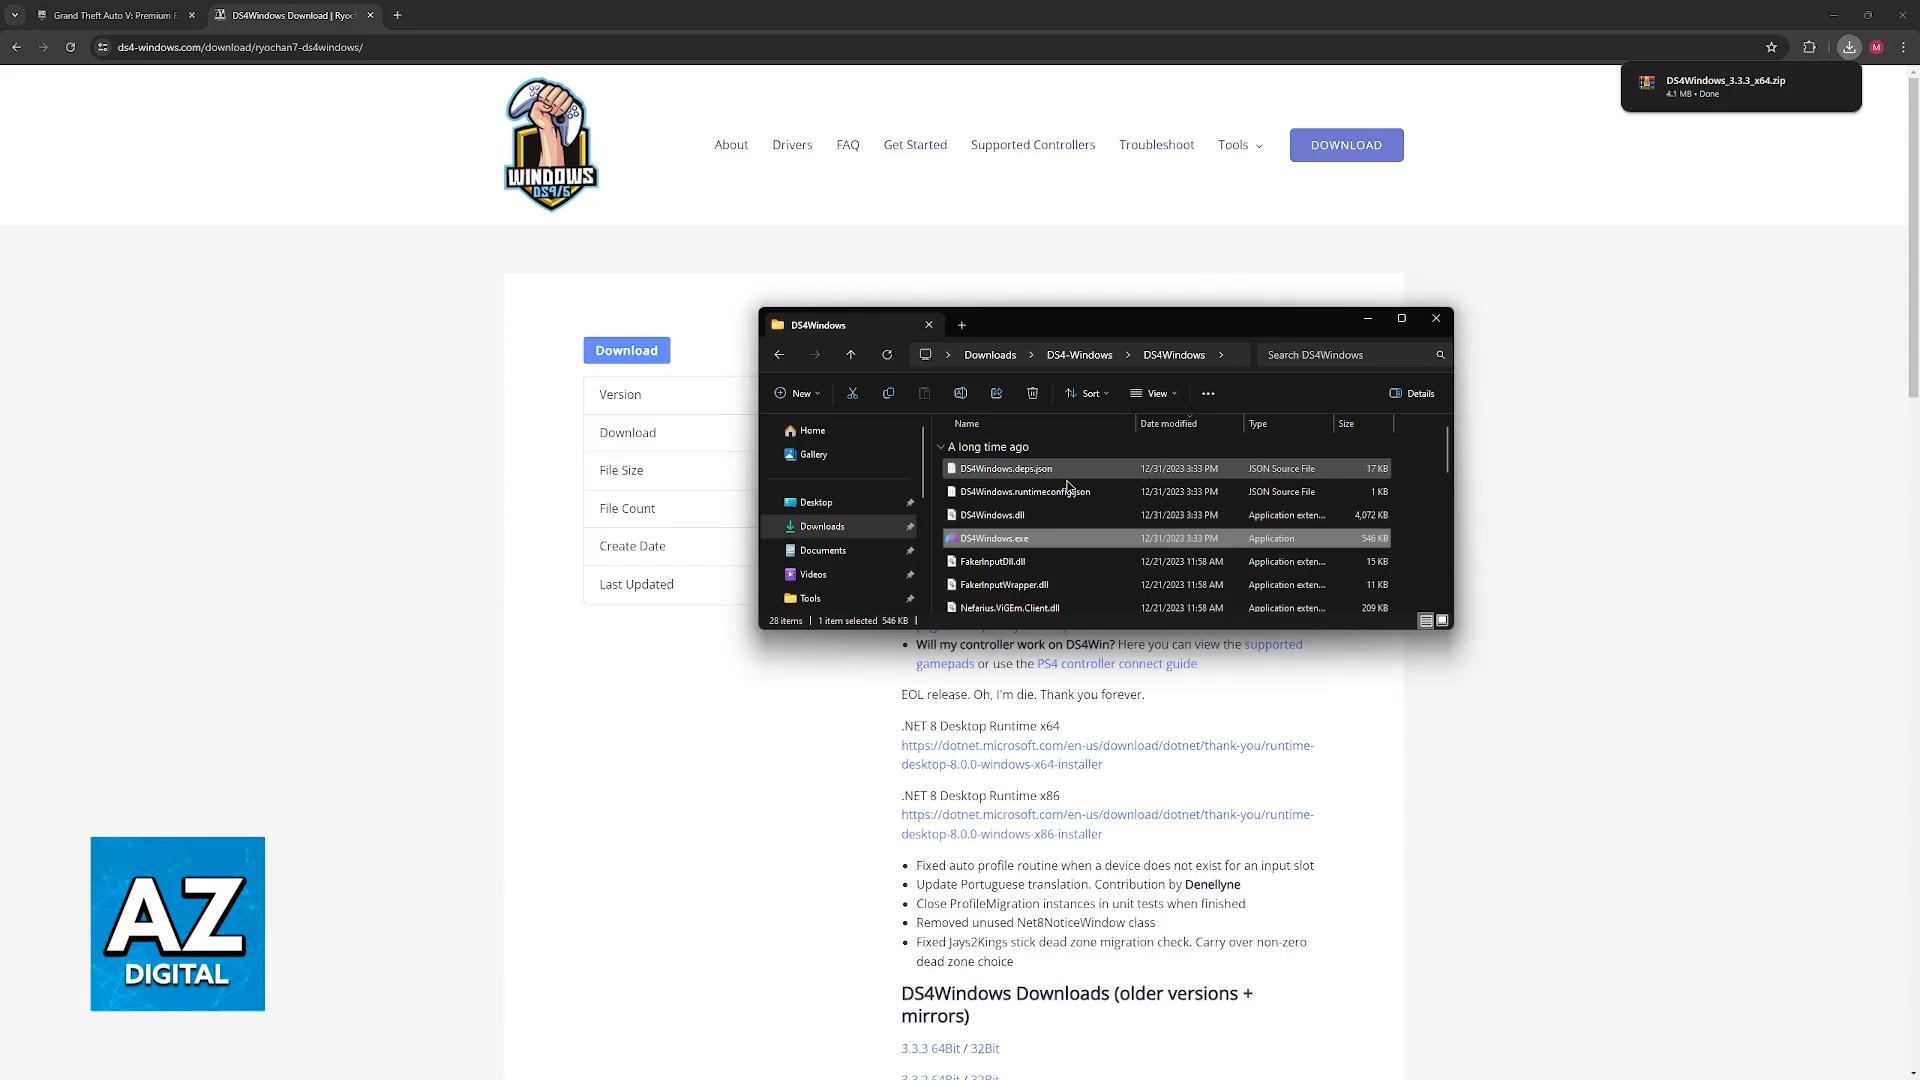 Grand Theft Auto V: Premium E
DS4Windows Download | Ryoc
ds4-windows.com/download/ryochan7-ds4windows/
M
DS4Windows_3.3.3_x64.zip
4.1 MB • Done
WINDOWS
DS4/5
About
Drivers
FAQ
Get Started
Supported Controllers
Troubleshoot
Tools
DOWNLOAD
Download
Version
Download
File Size
File Count
Create Date
Last Updated
DS4Windows
Downloads
DS4-Windows
DS4Windows
Search DS4Windows
New
Sort
View
Details
Home
Gallery
Desktop
Downloads
Documents
Videos
Tools
Name Date modified Type Size
A long time ago
DS4Windows.deps.json 12/31/2023 3:33 PM JSON Source File 17 KB
DS4Windows.runtimeconfig.json 12/31/2023 3:33 PM JSON Source File 1 KB
DS4Windows.dll 12/31/2023 3:33 PM Application exten... 4,072 KB
DS4Windows.exe 12/31/2023 3:33 PM Application 546 KB
FakerInputDll.dll 12/21/2023 11:58 AM Application exten... 15 KB
FakerInputWrapper.dll 12/21/2023 11:58 AM Application exten... 11 KB
Nefarius.ViGEm.Client.dll 12/21/2023 11:58 AM Application exten... 209 KB
28 items 1 item selected 546 KB
Will my controller work on DS4Win? Here you can view the supported
gamepads or use the PS4 controller connect guide
EOL release. Oh, I'm die. Thank you forever.
.NET 8 Desktop Runtime x64
https://dotnet.microsoft.com/en-us/download/dotnet/thank-you/runtime-
desktop-8.0.0-windows-x64-installer
.NET 8 Desktop Runtime x86
https://dotnet.microsoft.com/en-us/download/dotnet/thank-you/runtime-
desktop-8.0.0-windows-x86-installer
Fixed auto profile routine when a device does not exist for an input slot
Update Portuguese translation. Contribution by Denellyne
Close ProfileMigration instances in unit tests when finished
Removed unused Net8NoticeWindow class
Fixed Jays2Kings stick dead zone migration check. Carry over non-zero
dead zone choice
DS4Windows Downloads (older versions +
mirrors)
3.3.3 64Bit / 32Bit
3.3.2 64Bit / 32Bit
AZ
DIGITAL